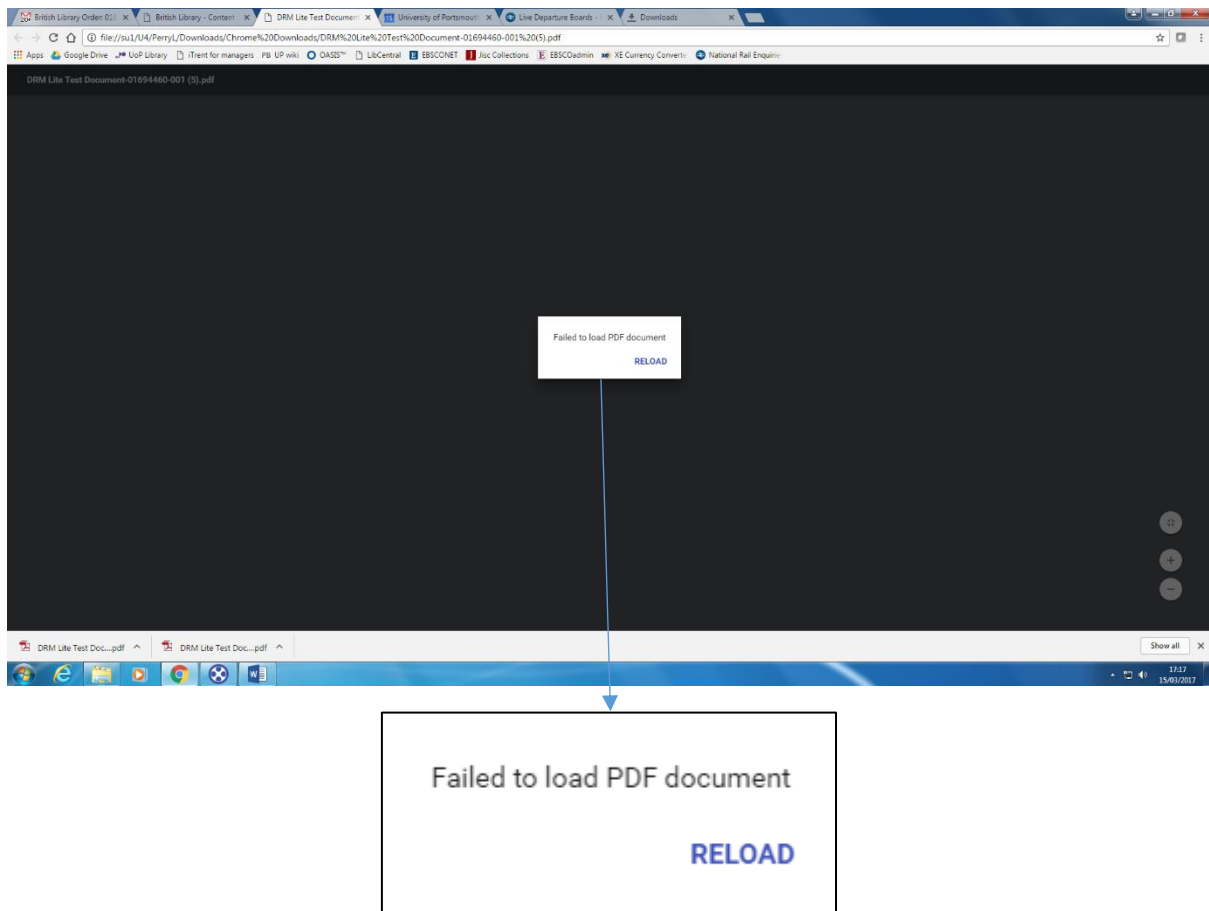 British Library Order: 02 British Library - Content DRM Lite Test Document University of Portsmouth Live Departure Boards - Downloads
file://su1/U4/PerryL/Downloads/Chrome%20Downloads/DRM%20Lite%20Test%20Document-01694460-001%20(5).pdf
Apps Google Drive UoP Library iTrent for managers PB UP wiki OASIS™ LibCentral EBSCONET Jisc Collections EBSCOadmin XE Currency Converte National Rail Enquirie
DRM Lite Test Document-01694460-001 (5).pdf
Failed to load PDF document
RELOAD
DRM Lite Test Doc....pdf DRM Lite Test Doc....pdf Show all
17:17
15/03/2017
Failed to load PDF document
RELOAD